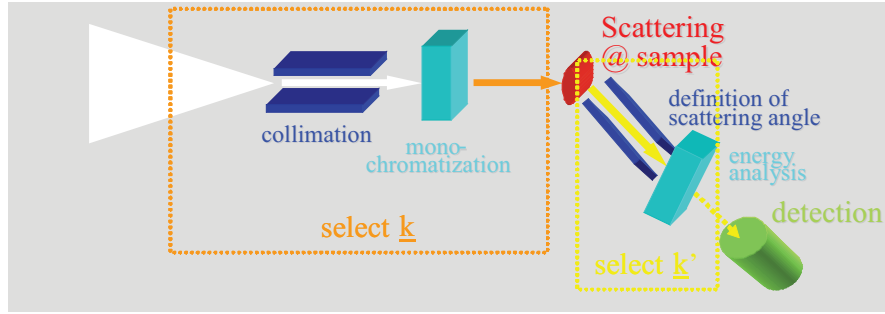 Scattering
@ sample
collimation
mono-
chromatization
definition of
scattering angle
energy
analysis
select k
select k'
detection